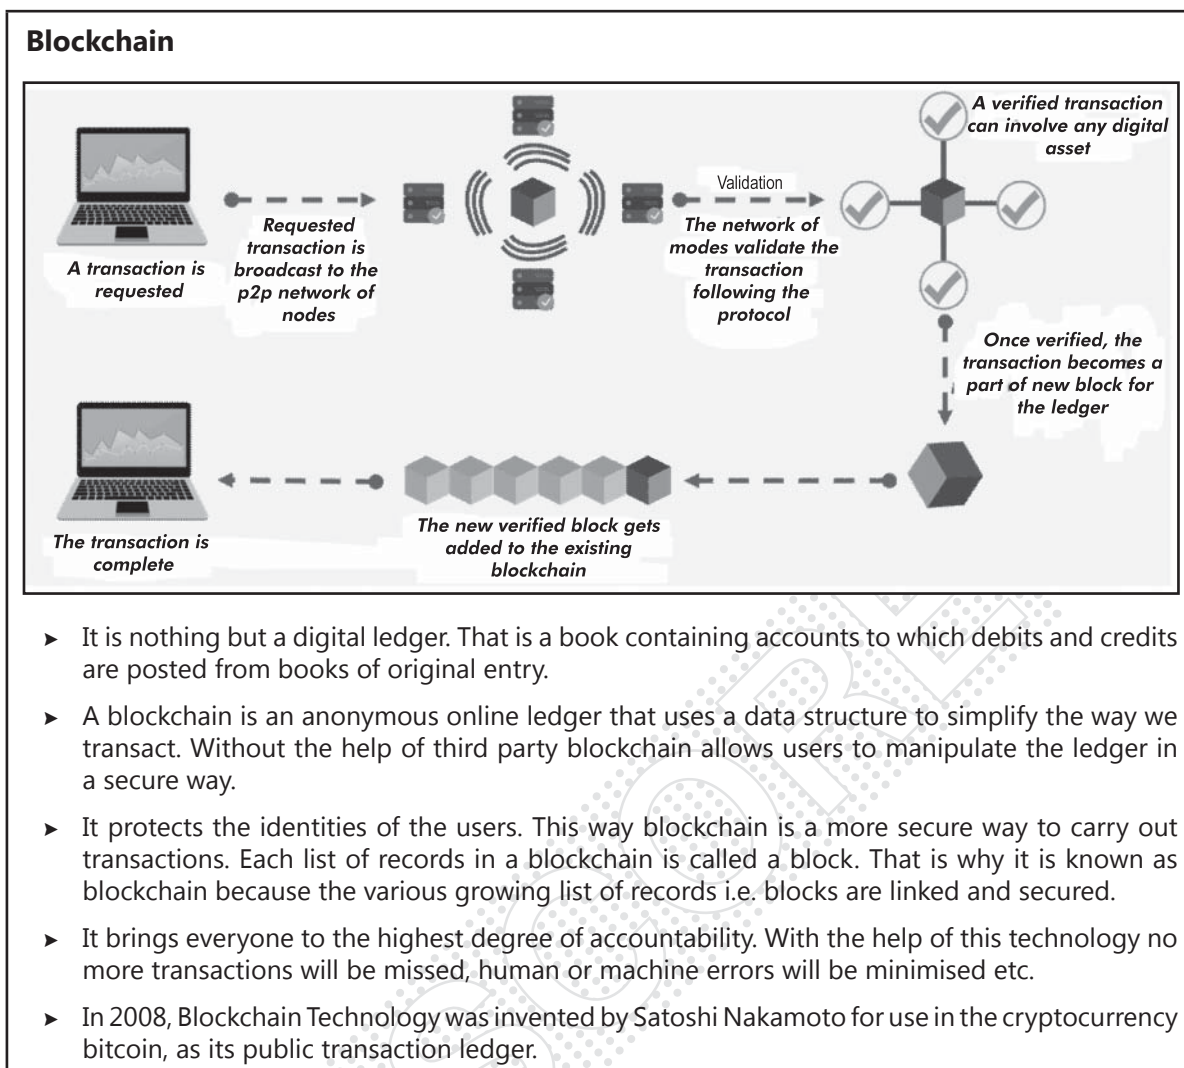 Blockchain
A verified transaction
can involve any digital
asset
Validation
Requested
transaction is
broadcast to the
p2p network of
nodes
The network of
modes validate the
transaction
following the
protocol
A transaction is
requested
Once verified, the
transaction becomes a
part of new block for
the ledger
The new verified block gets
added to the existing
blockchain
The transaction is
complete
➤ It is nothing but a digital ledger. That is a book containing accounts to which debits and credits
are posted from books of original entry.
➤ A blockchain is an anonymous online ledger that uses a data structure to simplify the way we
transact. Without the help of third party blockchain allows users to manipulate the ledger in
a secure way.
➤ It protects the identities of the users. This way blockchain is a more secure way to carry out
transactions. Each list of records in a blockchain is called a block. That is why it is known as
blockchain because the various growing list of records i.e. blocks are linked and secured.
➤ It brings everyone to the highest degree of accountability. With the help of this technology no
more transactions will be missed, human or machine errors will be minimised etc.
➤ In 2008, Blockchain Technology was invented by Satoshi Nakamoto for use in the cryptocurrency
bitcoin, as its public transaction ledger.